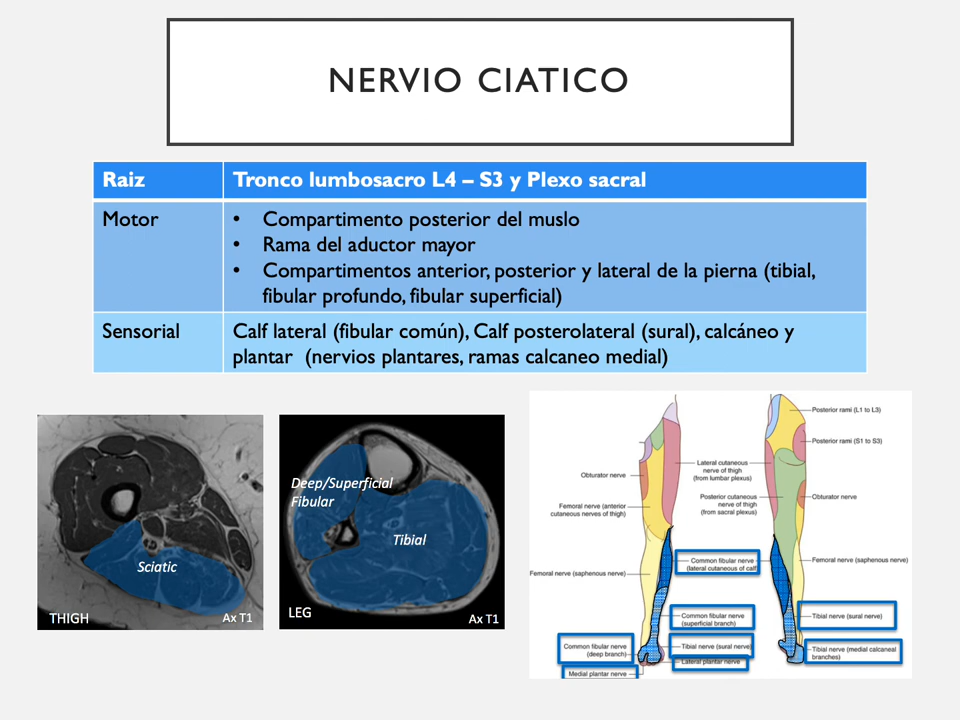 NERVIO CIATICO
Raiz
Tronco lumbosacro L4 – S3 y Plexo sacral
Motor
• Compartimento posterior del muslo
• Rama del aductor mayor
• Compartimentos anterior, posterior y lateral de la pierna (tibial,
fibular profundo, fibular superficial)
Sensorial
Calf lateral (fibular común), Calf posterolateral (sural), calcáneo y
plantar (nervios plantares, ramas calcaneo medial)
Sciatic
THIGH
Ax T1
Deep/Superficial
Fibular
Tibial
LEG
Ax T1
Posterior rami (L1 to L3)
Posterior rami (S1 to S3)
Lateral cutaneous
nerve of thigh
(from lumbar plexus)
Obturator nerve
Posterior cutaneous
nerve of thigh
(from sacral plexus)
Obturator nerve
Femoral nerve (anterior
cutaneous nerves of thigh)
Common fibular nerve
(lateral cutaneous of calf)
Femoral nerve (saphenous nerve)
Femoral nerve (saphenous nerve)
Common fibular nerve
(superficial branch)
Tibial nerve (sural nerve)
Common fibular nerve
(deep branch)
Tibial nerve (sural nerve)
Tibial nerve (medial calcaneal
branches)
Lateral plantar nerve
Medial plantar nerve